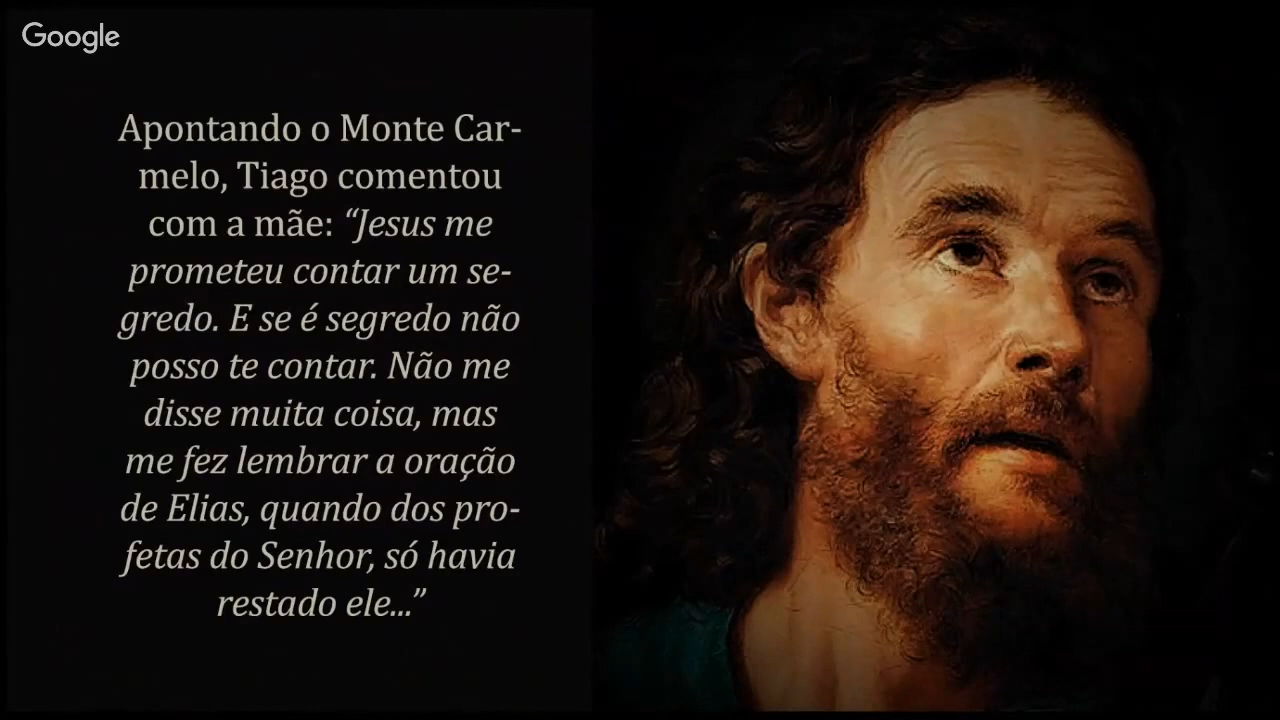 Google
Apontando o Monte Car-
melo, Tiago comentou
com a mãe: “Jesus me
prometeu contar um se-
gredo. E se é segredo não
posso te contar. Não me
disse muita coisa, mas
me fez lembrar a oração
de Elias, quando dos pro-
fetas do Senhor, só havia
restado ele...”